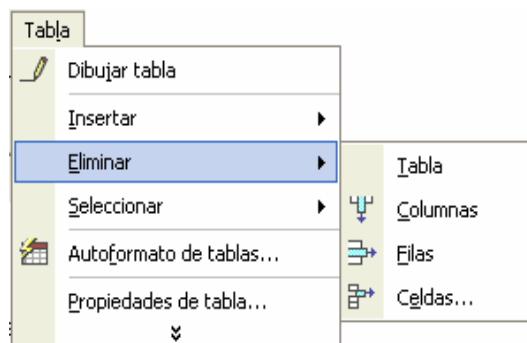 Tabla
Dibujar tabla
Insertar
Eliminar
Seleccionar
Autoformato de tablas...
Propiedades de tabla...
Tabla
Columnas
Filas
Celdas...